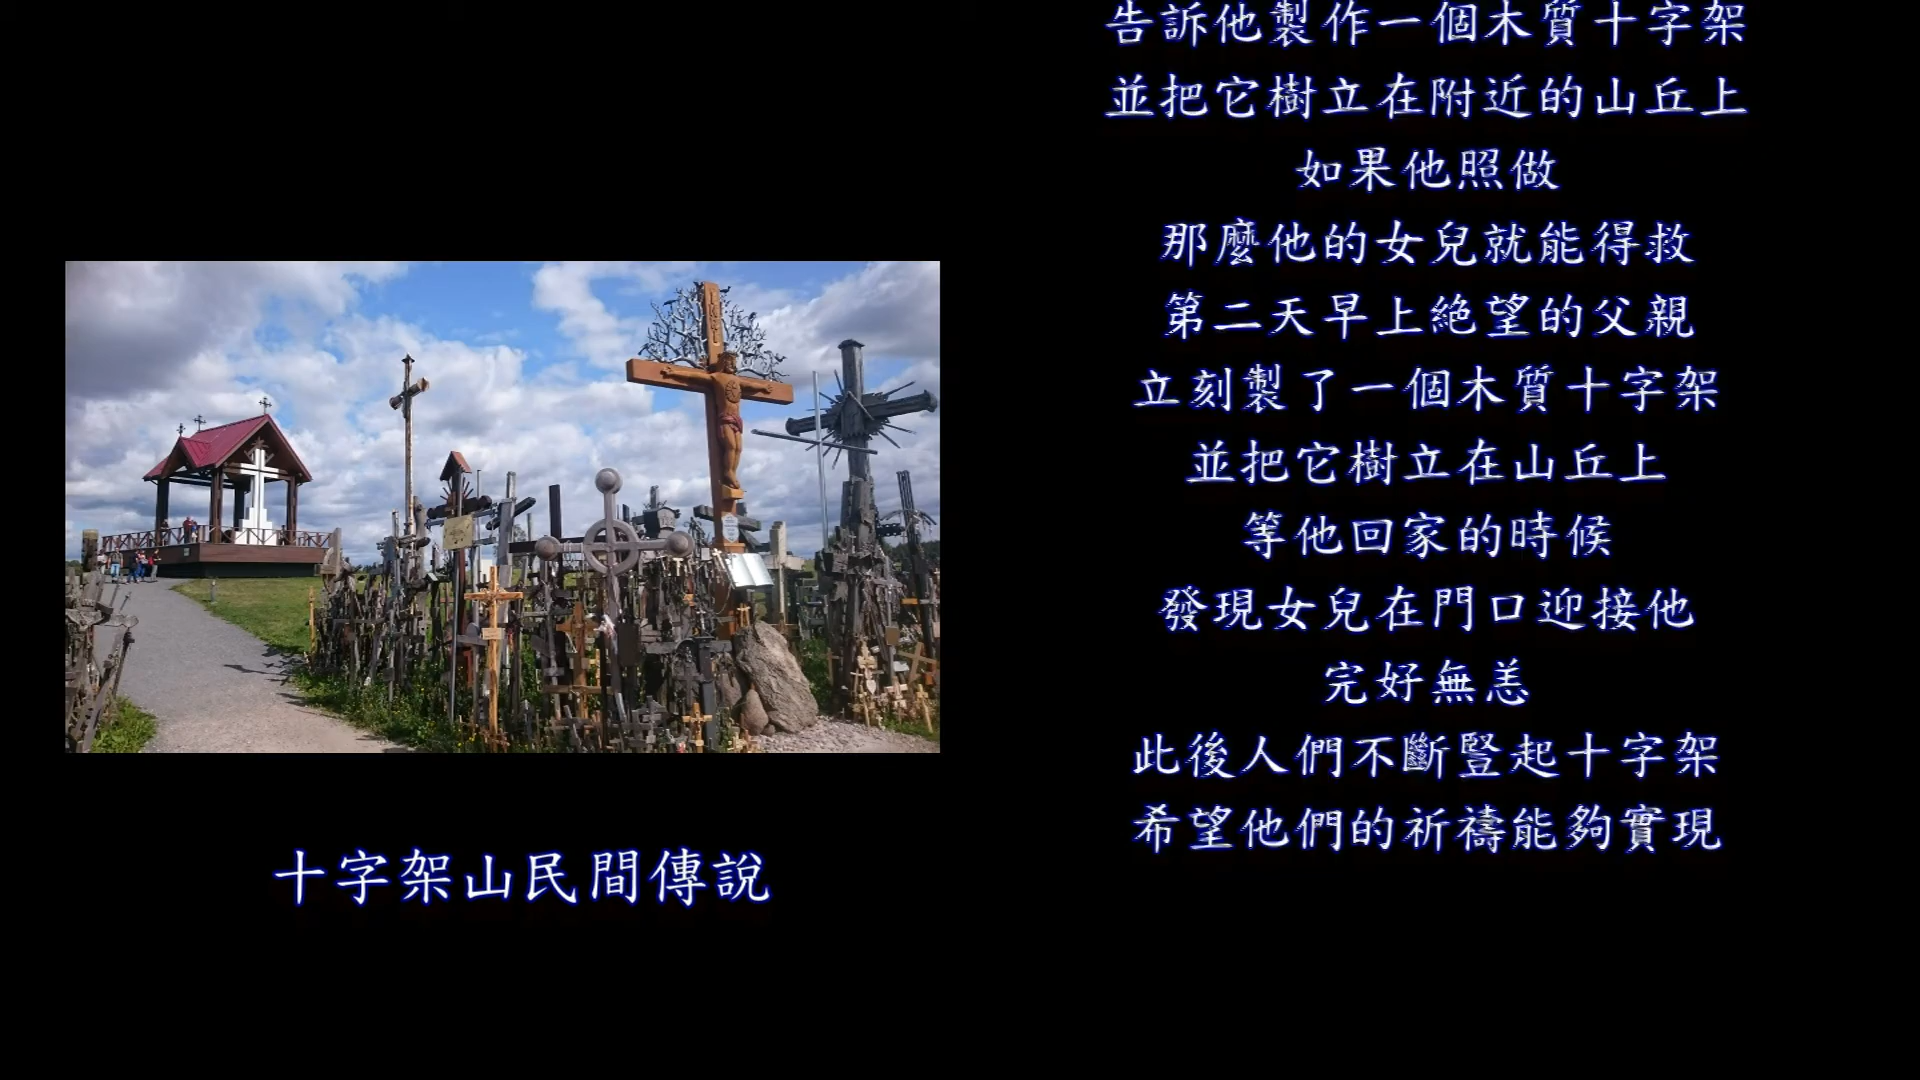 告訴他製作一個木質十字架
並把它樹立在附近的山丘上
如果他照做
那麼他的女兒就能得救
第二天早上絕望的父親
立刻製了一個木質十字架
並把它樹立在山丘上
等他回家的時候
發現女兒在門口迎接他
完好無恙
此後人們不斷豎起十字架
希望他們的祈禱能夠實現
十字架山民間傳說